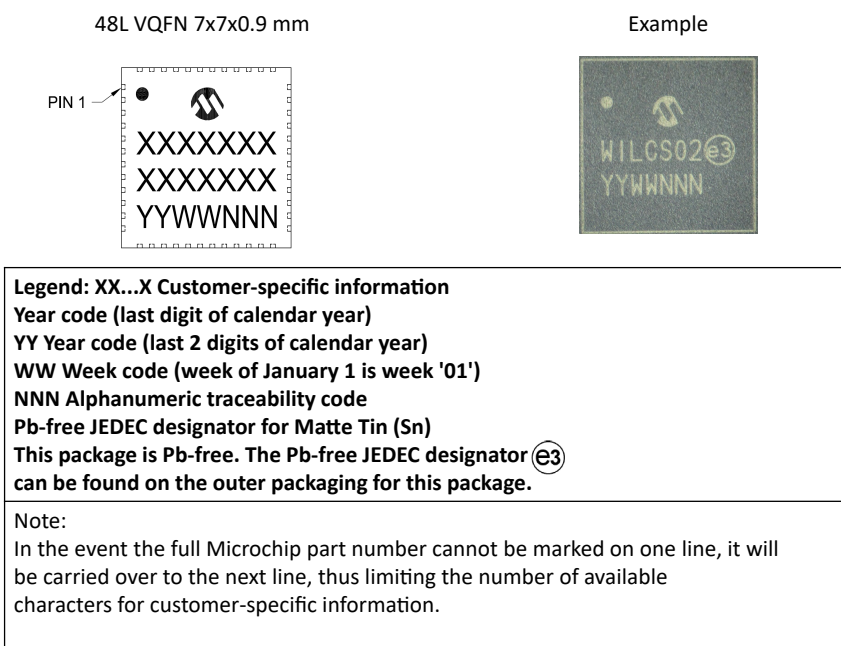 48L VQFN 7x7x0.9 mm
Example
PIN 1
XXXXXXX
XXXXXXX
YYWWNNN
WILCS02e3
YYWWNNN
Legend: XX...X Customer-specific information
Year code (last digit of calendar year)
YY Year code (last 2 digits of calendar year)
WW Week code (week of January 1 is week '01')
NNN Alphanumeric traceability code
Pb-free JEDEC designator for Matte Tin (Sn)
This package is Pb-free. The Pb-free JEDEC designator e3
can be found on the outer packaging for this package.
Note:
In the event the full Microchip part number cannot be marked on one line, it will
be carried over to the next line, thus limiting the number of available
characters for customer-specific information.